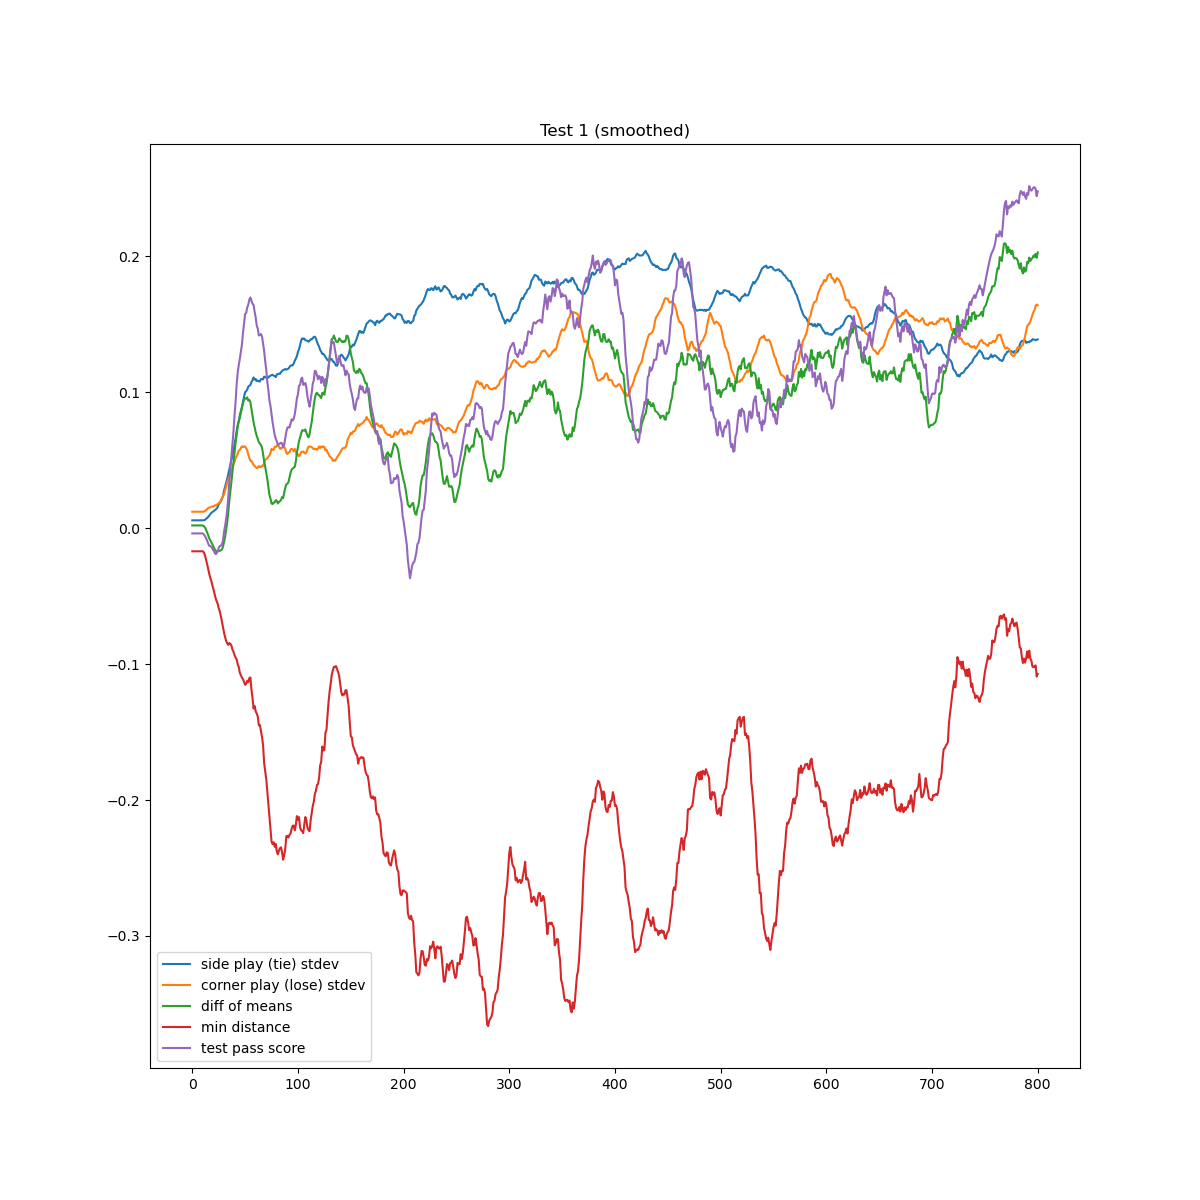 Test 1 (smoothed)
0.2
0.1
0.0
−0.1
−0.2
−0.3
side play (tie) stdev
corner play (lose) stdev
diff of means
min distance
test pass score
0 100 200 300 400 500 600 700 800